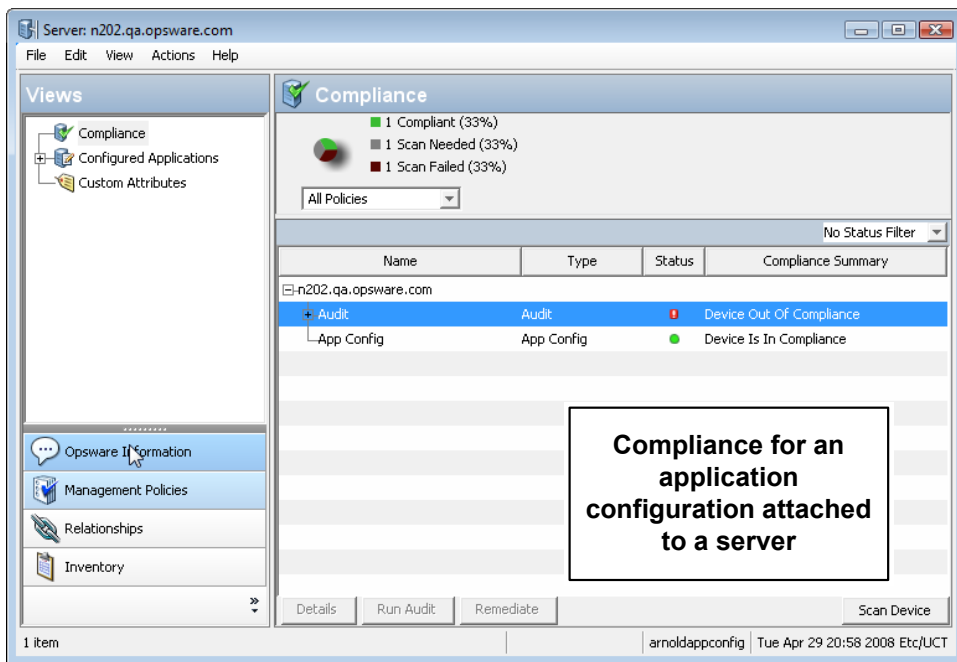 Server: n202.qa.opsware.com
File Edit View Actions Help
Views
Compliance
Configured Applications
Custom Attributes
Opsware Information
Management Policies
Relationships
Inventory
Compliance
1 Compliant (33%)
1 Scan Needed (33%)
1 Scan Failed (33%)
All Policies
No Status Filter
Name Type Status Compliance Summary
n202.qa.opsware.com
Audit Audit Device Out Of Compliance
App Config App Config Device Is In Compliance
Compliance for an
application
configuration attached
to a server
Details Run Audit Remediate Scan Device
1 item arnoldappconfig Tue Apr 29 20:58 2008 Etc/UCT